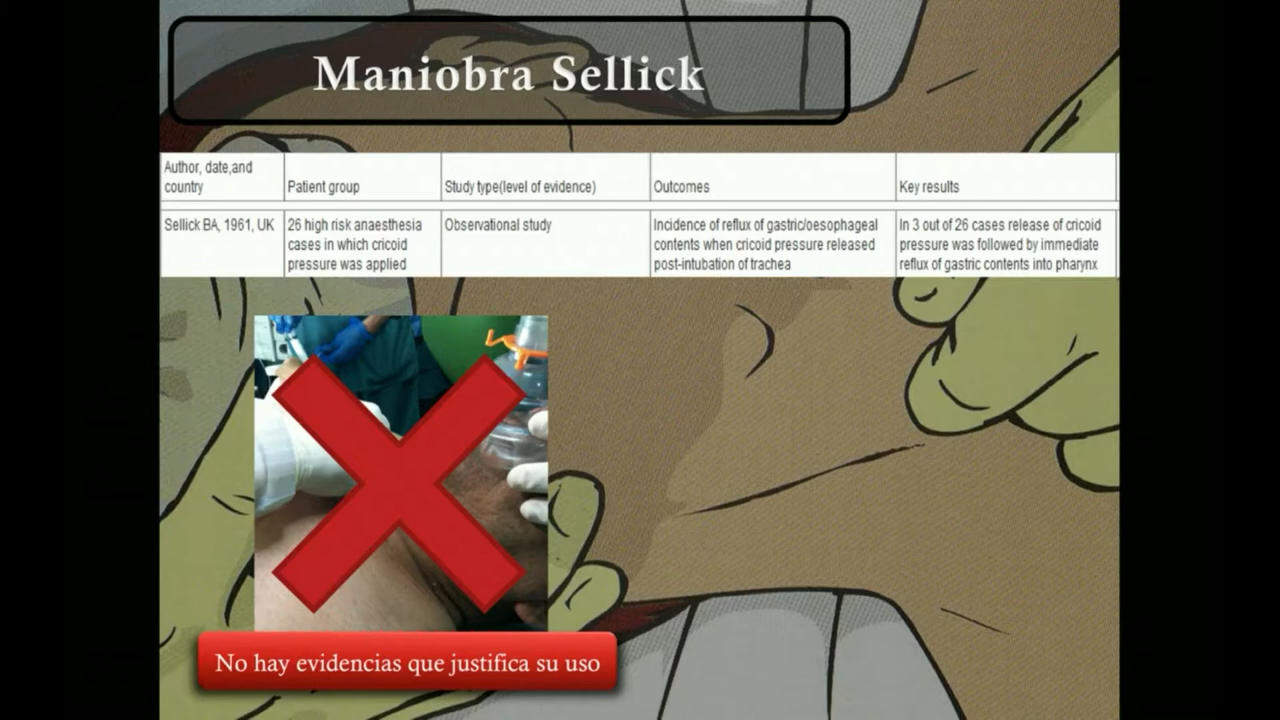 Maniobra Sellick
Author, date,and
country
Patient group
Study type(level of evidence)
Outcomes
Key results
Sellick BA, 1961, UK
26 high risk anaesthesia
cases in which cricoid
pressure was applied
Observational study
Incidence of reflux of gastric/oesophageal
contents when cricoid pressure released
post-intubation of trachea
In 3 out of 26 cases release of cricoid
pressure was followed by immediate
reflux of gastric contents into pharynx
No hay evidencias que justifica su uso